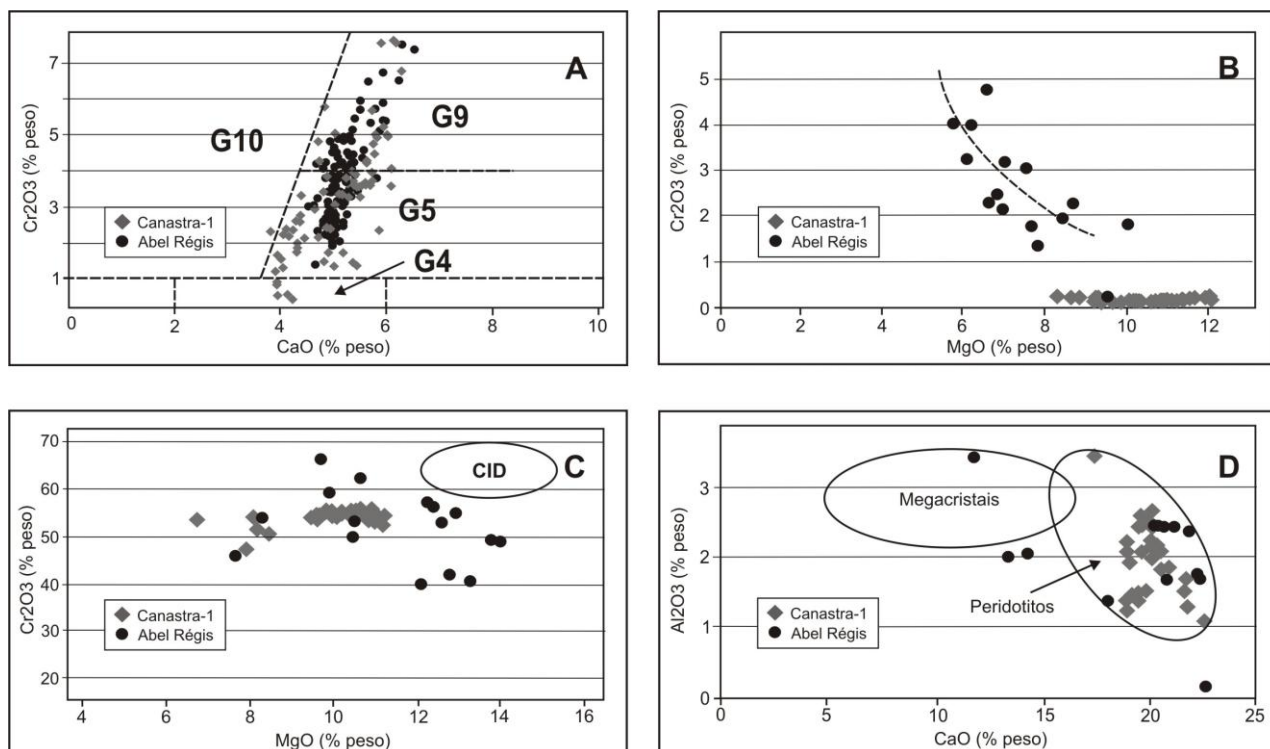 A
Cr2O3 (% peso)
7
5
3
1
G10
G9
G5
G4
Canastra-1
Abel Régis
0 2 4 6 8 10
CaO (% peso)
B
Cr2O3 (% peso)
5
4
3
2
1
0
Canastra-1
Abel Régis
0 2 4 6 8 10 12
MgO (% peso)
C
Cr2O3 (% peso)
70
60
50
40
30
20
CID
Canastra-1
Abel Régis
4 6 8 10 12 14 16
MgO (% peso)
D
Al2O3 (% peso)
3
2
1
0
Megacristais
Peridotitos
Canastra-1
Abel Régis
0 5 10 15 20 25
CaO (% peso)